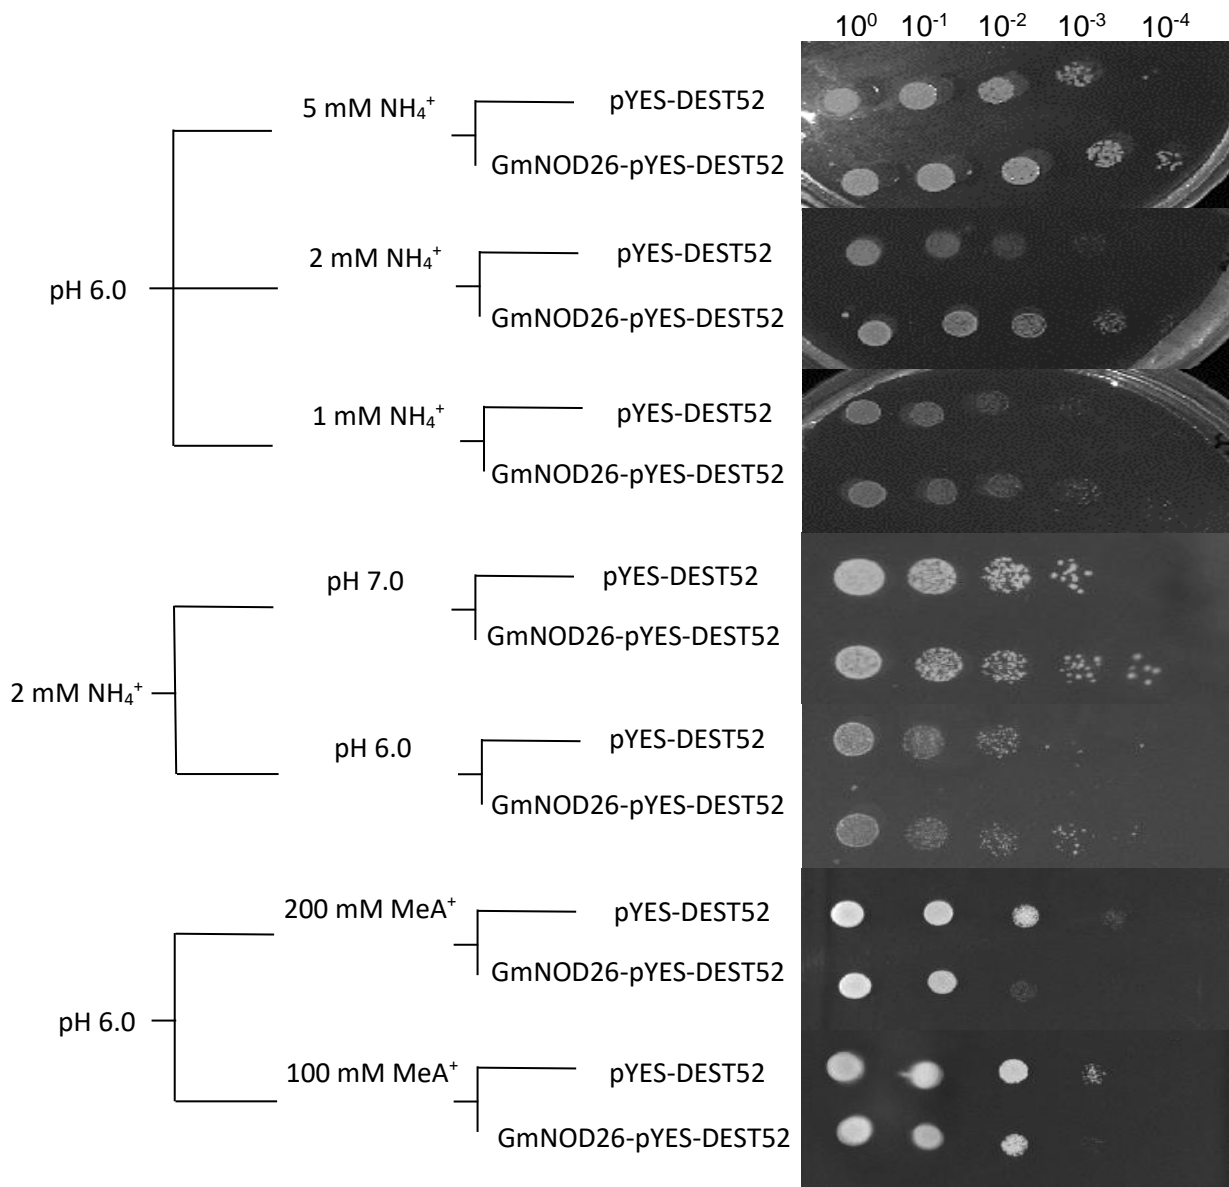 10⁰ 10⁻¹ 10⁻² 10⁻³ 10⁻⁴
5 mM NH₄⁺
pYES-DEST52
GmNOD26-pYES-DEST52
pH 6.0
2 mM NH₄⁺
pYES-DEST52
GmNOD26-pYES-DEST52
1 mM NH₄⁺
pYES-DEST52
GmNOD26-pYES-DEST52
2 mM NH₄⁺
pH 7.0
pYES-DEST52
GmNOD26-pYES-DEST52
pH 6.0
pYES-DEST52
GmNOD26-pYES-DEST52
pH 6.0
200 mM MeA⁺
pYES-DEST52
GmNOD26-pYES-DEST52
100 mM MeA⁺
pYES-DEST52
GmNOD26-pYES-DEST52